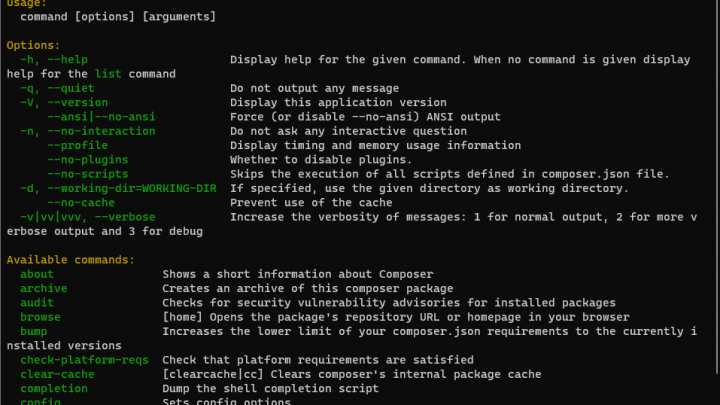 Usage:
command [options] [arguments]
Options:
-h, --help Display help for the given command. When no command is given display
help for the list command
-q, --quiet Do not output any message
-V, --version Display this application version
--ansi|--no-ansi Force (or disable --no-ansi) ANSI output
-n, --no-interaction Do not ask any interactive question
--profile Display timing and memory usage information
--no-plugins Whether to disable plugins.
--no-scripts Skips the execution of all scripts defined in composer.json file.
-d, --working-dir=WORKING-DIR If specified, use the given directory as working directory.
--no-cache Prevent use of the cache
-v|vv|vvv, --verbose Increase the verbosity of messages: 1 for normal output, 2 for more v
erbose output and 3 for debug
Available commands:
about Shows a short information about Composer
archive Creates an archive of this composer package
audit Checks for security vulnerability advisories for installed packages
browse [home] Opens the package's repository URL or homepage in your browser
bump Increases the lower limit of your composer.json requirements to the currently i
nstalled versions
check-platform-reqs Check that platform requirements are satisfied
clear-cache [clearcache|cc] Clears composer's internal package cache
completion Dump the shell completion script
config Sets config options